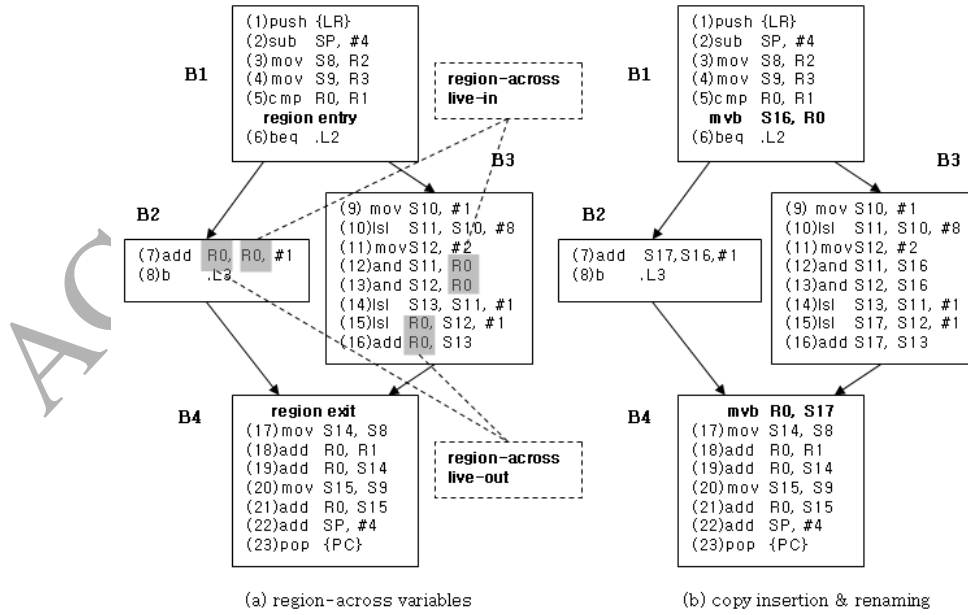 B1
(1)push {LR}
(2)sub SP, #4
(3)mov S8, R2
(4)mov S9, R3
(5)cmp R0, R1
region entry
(6)beq .L2
region-across
live-in
B2
(7)add R0, R0, #1
(8)b .L3
B3
(9) mov S10, #1
(10)lsl S11, S10, #8
(11)movS12, #2
(12)and S11, R0
(13)and S12, R0
(14)lsl S13, S11, #1
(15)lsl R0, S12, #1
(16)add R0, S13
B4
region exit
(17)mov S14, S8
(18)add R0, R1
(19)add R0, S14
(20)mov S15, S9
(21)add R0, S15
(22)add SP, #4
(23)pop {PC}
region-across
live-out
(a) region-across variables
B1
(1)push {LR}
(2)sub SP, #4
(3)mov S8, R2
(4)mov S9, R3
(5)cmp R0, R1
mvb S16, R0
(6)beq .L2
B2
(7)add S17,S16,#1
(8)b .L3
B3
(9) mov S10, #1
(10)lsl S11, S10, #8
(11)movS12, #2
(12)and S11, S16
(13)and S12, S16
(14)lsl S13, S11, #1
(15)lsl S17, S12, #1
(16)add S17, S13
B4
mvb R0, S17
(17)mov S14, S8
(18)add R0, R1
(19)add R0, S14
(20)mov S15, S9
(21)add R0, S15
(22)add SP, #4
(23)pop {PC}
(b) copy insertion & renaming
AC